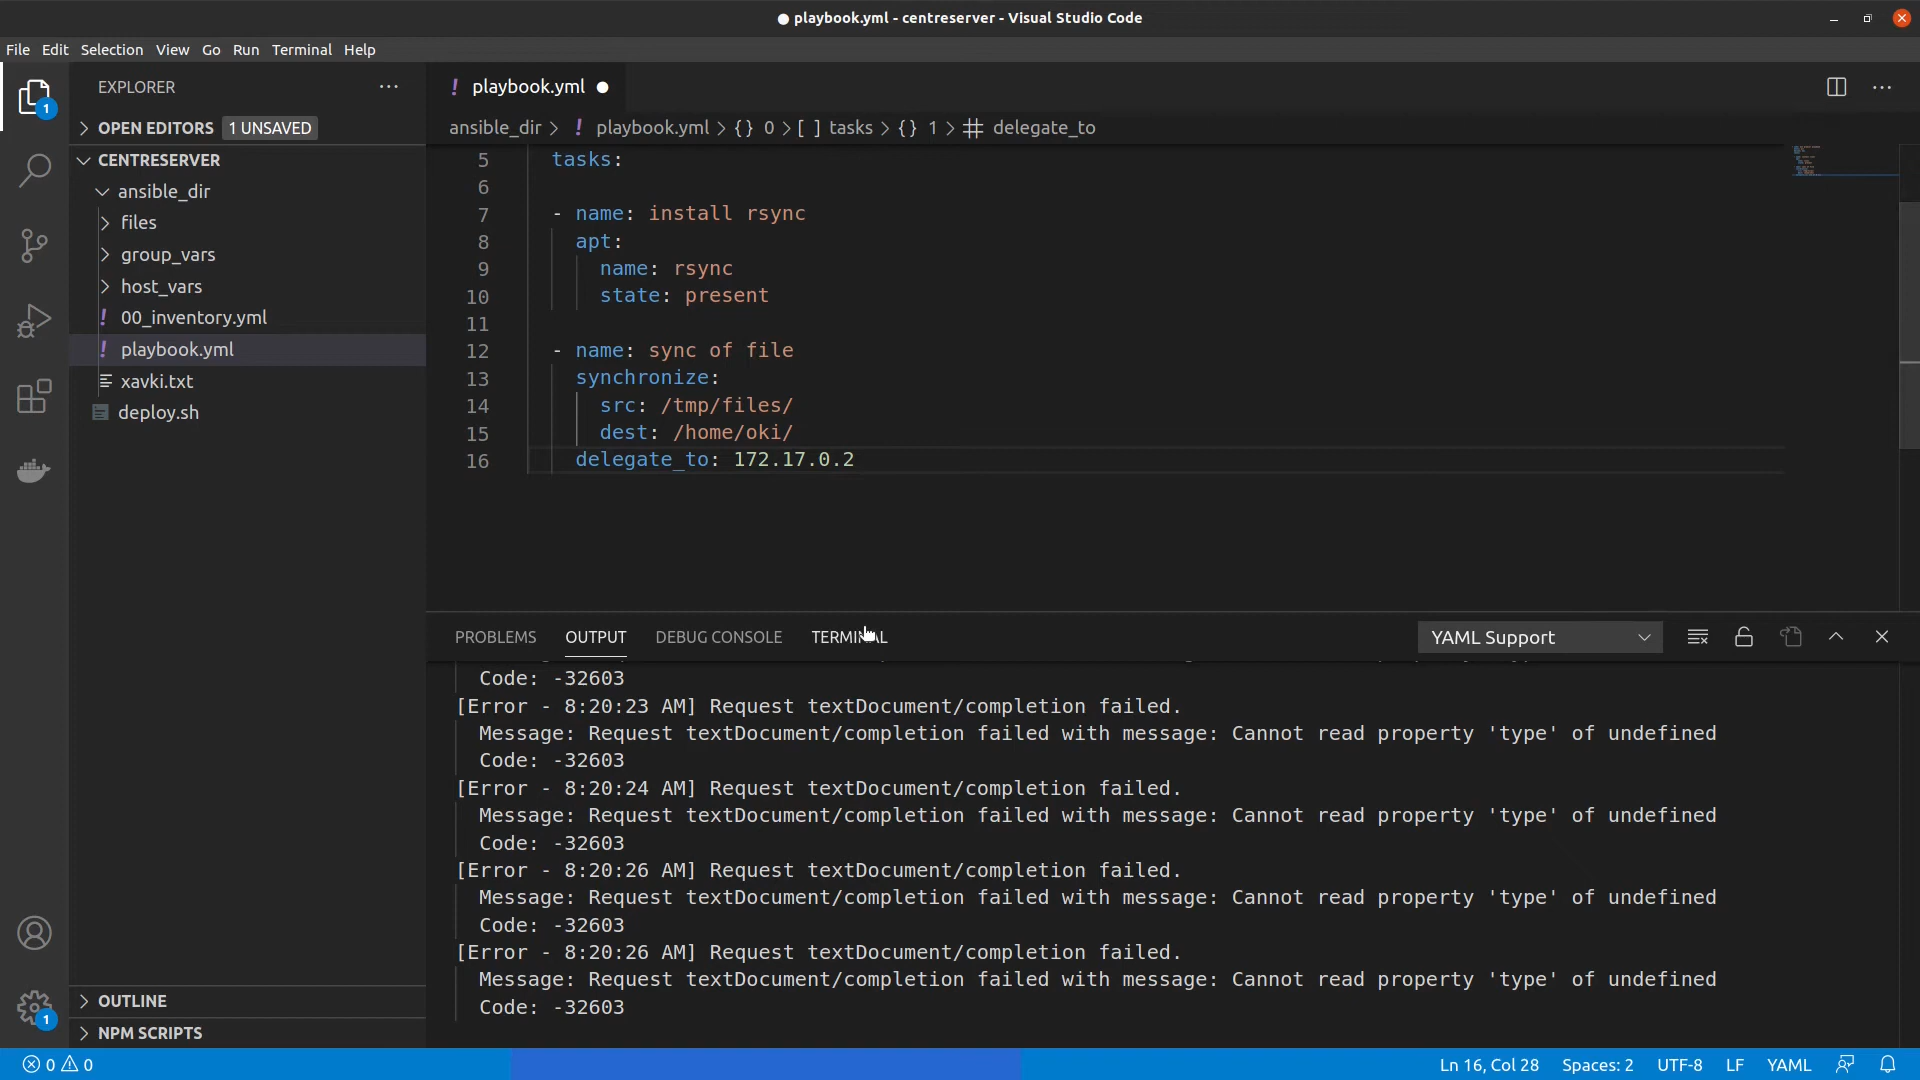 ● playbook.yml - centreserver - Visual Studio Code
File Edit Selection View Go Run Terminal Help
EXPLORER
OPEN EDITORS 1 UNSAVED
CENTRESERVER
ansible_dir
files
group_vars
host_vars
! 00_inventory.yml
! playbook.yml
xavki.txt
deploy.sh
OUTLINE
NPM SCRIPTS
1
1
! playbook.yml ●
ansible_dir > ! playbook.yml > {} 0 > [ ] tasks > {} 1 > # delegate_to
5 tasks:
6
7 - name: install rsync
8 apt:
9 name: rsync
10 state: present
11
12 - name: sync of file
13 synchronize:
14 src: /tmp/files/
15 dest: /home/oki/
16 delegate_to: 172.17.0.2
PROBLEMS OUTPUT DEBUG CONSOLE TERMINAL YAML Support
Code: -32603
[Error - 8:20:23 AM] Request textDocument/completion failed.
Message: Request textDocument/completion failed with message: Cannot read property 'type' of undefined
Code: -32603
[Error - 8:20:24 AM] Request textDocument/completion failed.
Message: Request textDocument/completion failed with message: Cannot read property 'type' of undefined
Code: -32603
[Error - 8:20:26 AM] Request textDocument/completion failed.
Message: Request textDocument/completion failed with message: Cannot read property 'type' of undefined
Code: -32603
[Error - 8:20:26 AM] Request textDocument/completion failed.
Message: Request textDocument/completion failed with message: Cannot read property 'type' of undefined
Code: -32603
0 0 Ln 16, Col 28 Spaces: 2 UTF-8 LF YAML